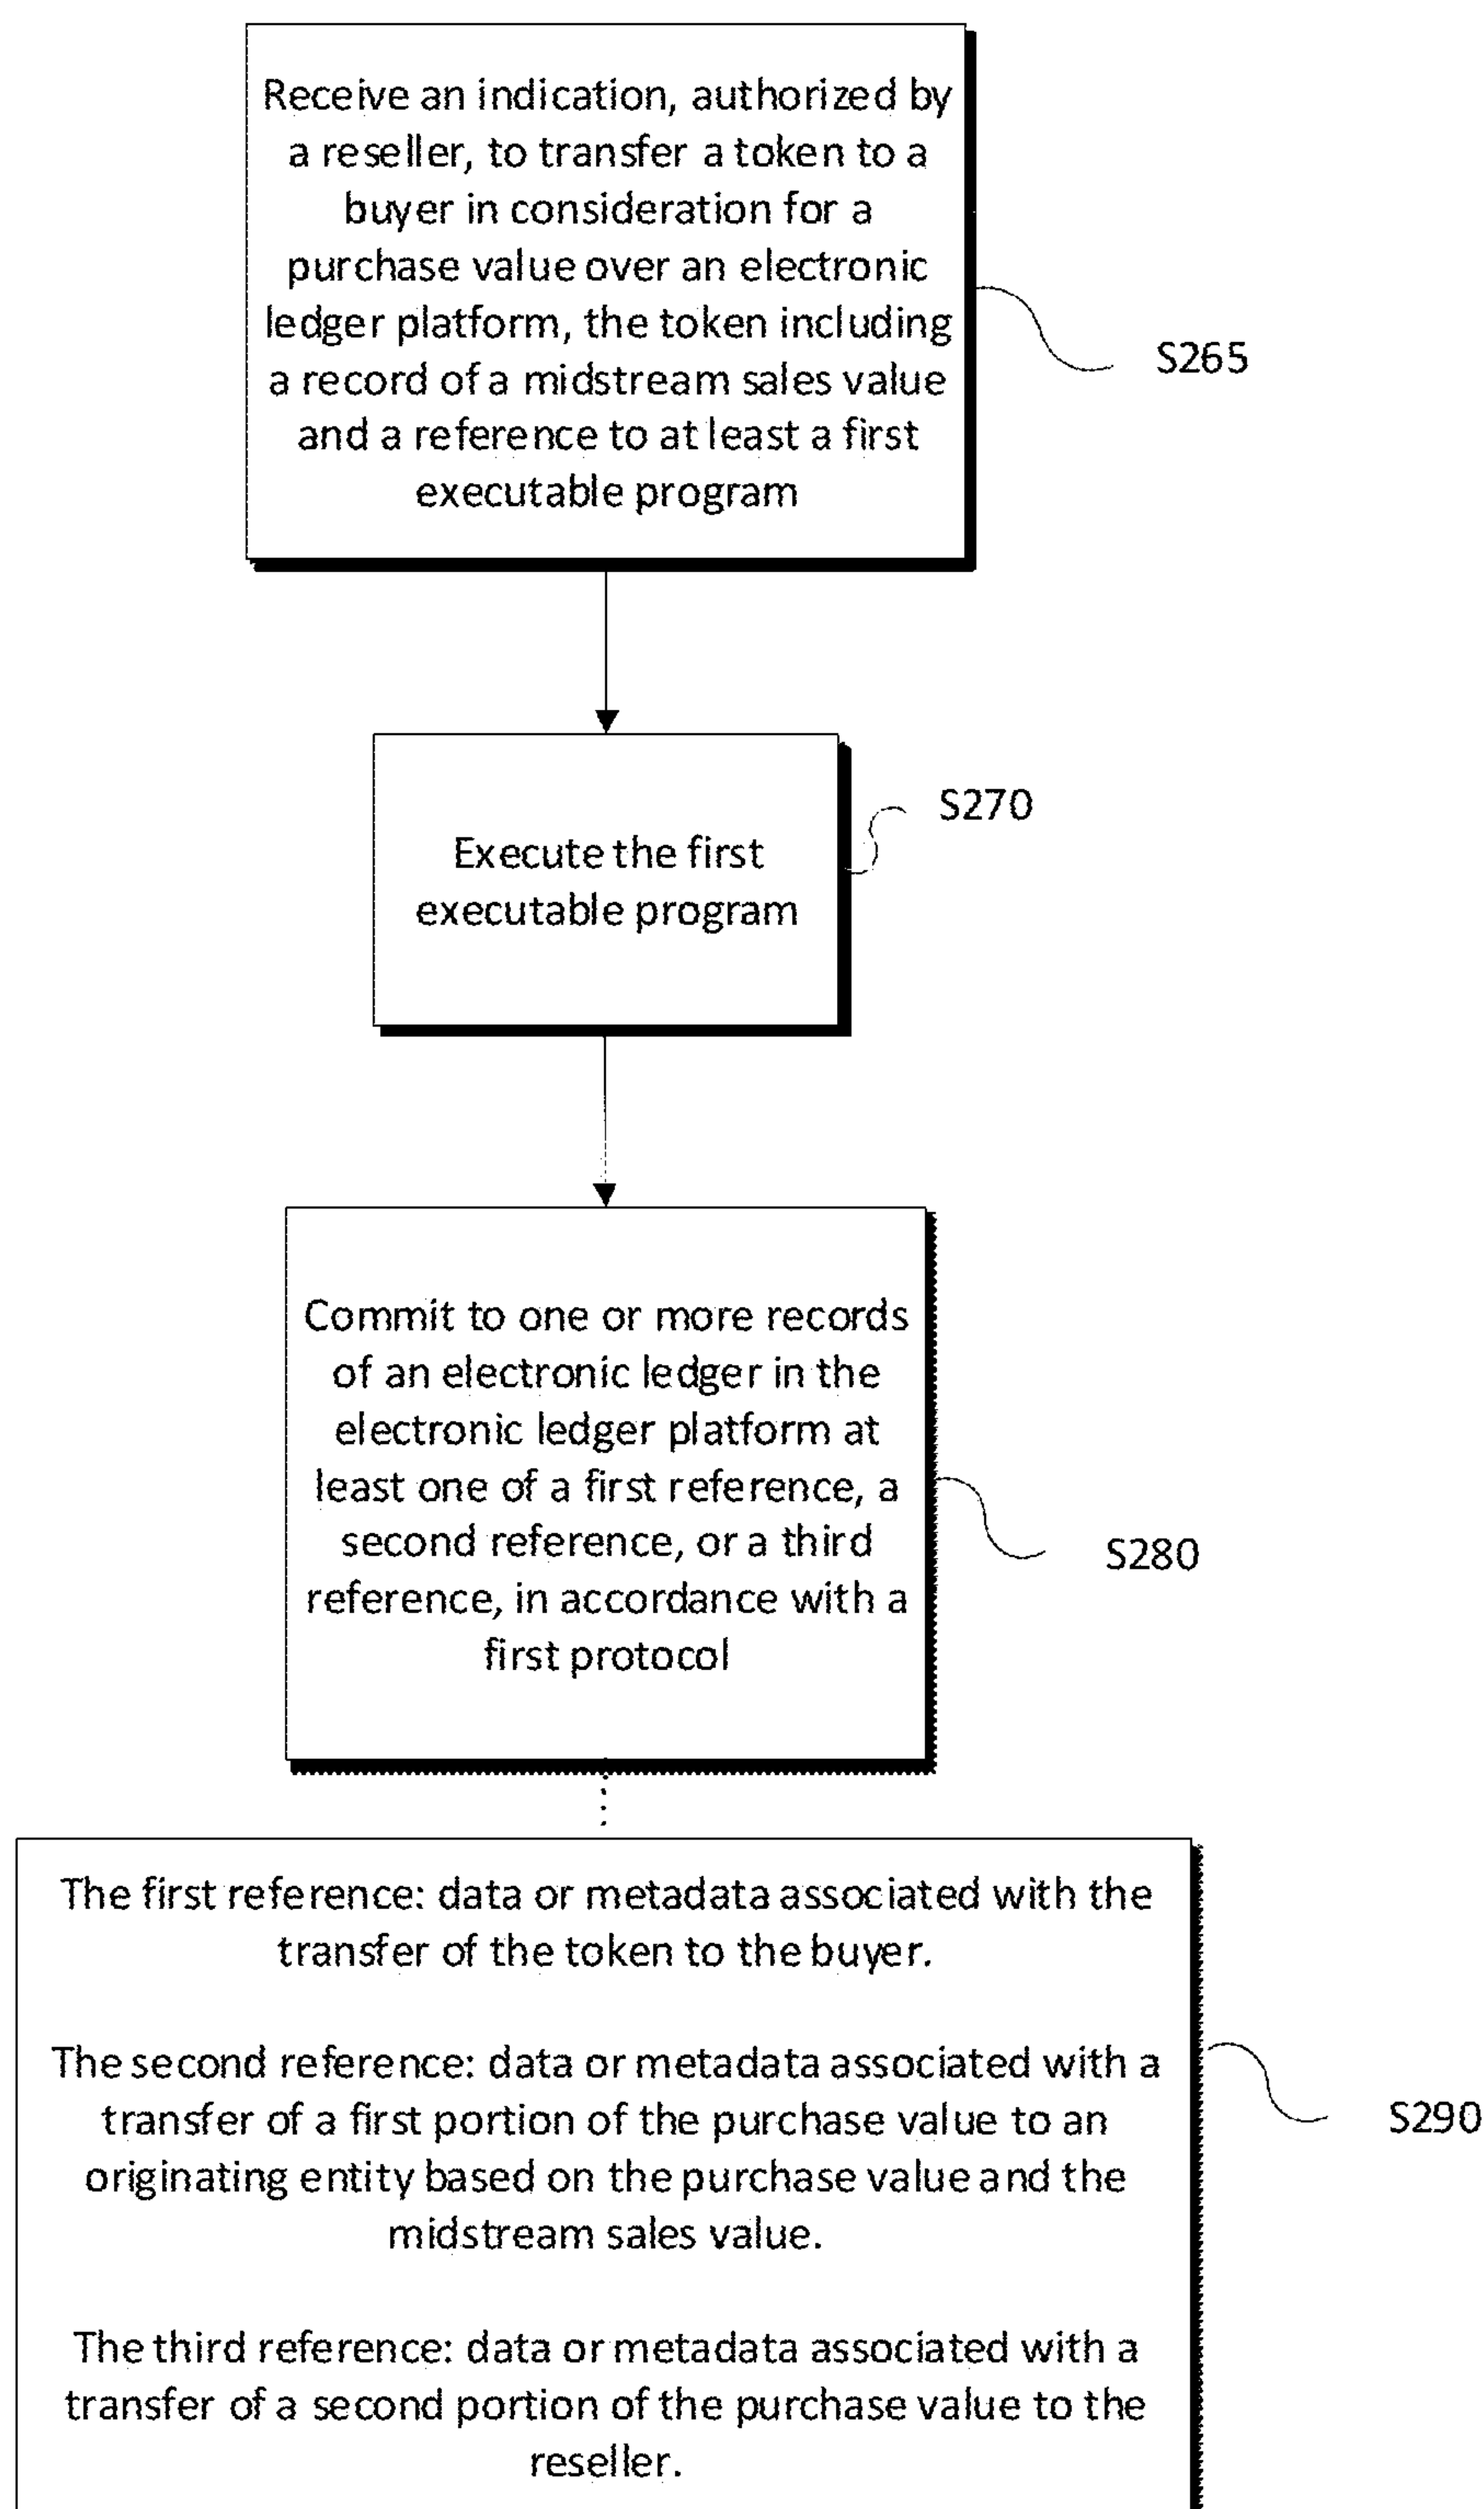 Receive an indication, authorized by
a reseller, to transfer a token to a
buyer in consideration for a
purchase value over an electronic
ledger platform, the token including
a record of a midstream sales value
and a reference to at least a first
executable program
S265
S270
Execute the first
executable program
Commit to one or more records
of an electronic ledger in the
electronic ledger platform at
least one of a first reference, a
second reference, or a third
reference, in accordance with a
first protocol
S280
The first reference: data or metadata associated with the
transfer of the token to the buyer.
The second reference: data or metadata associated with a
transfer of a first portion of the purchase value to an
originating entity based on the purchase value and the
midstream sales value.
The third reference: data or metadata associated with a
transfer of a second portion of the purchase value to the
reseller.
S290